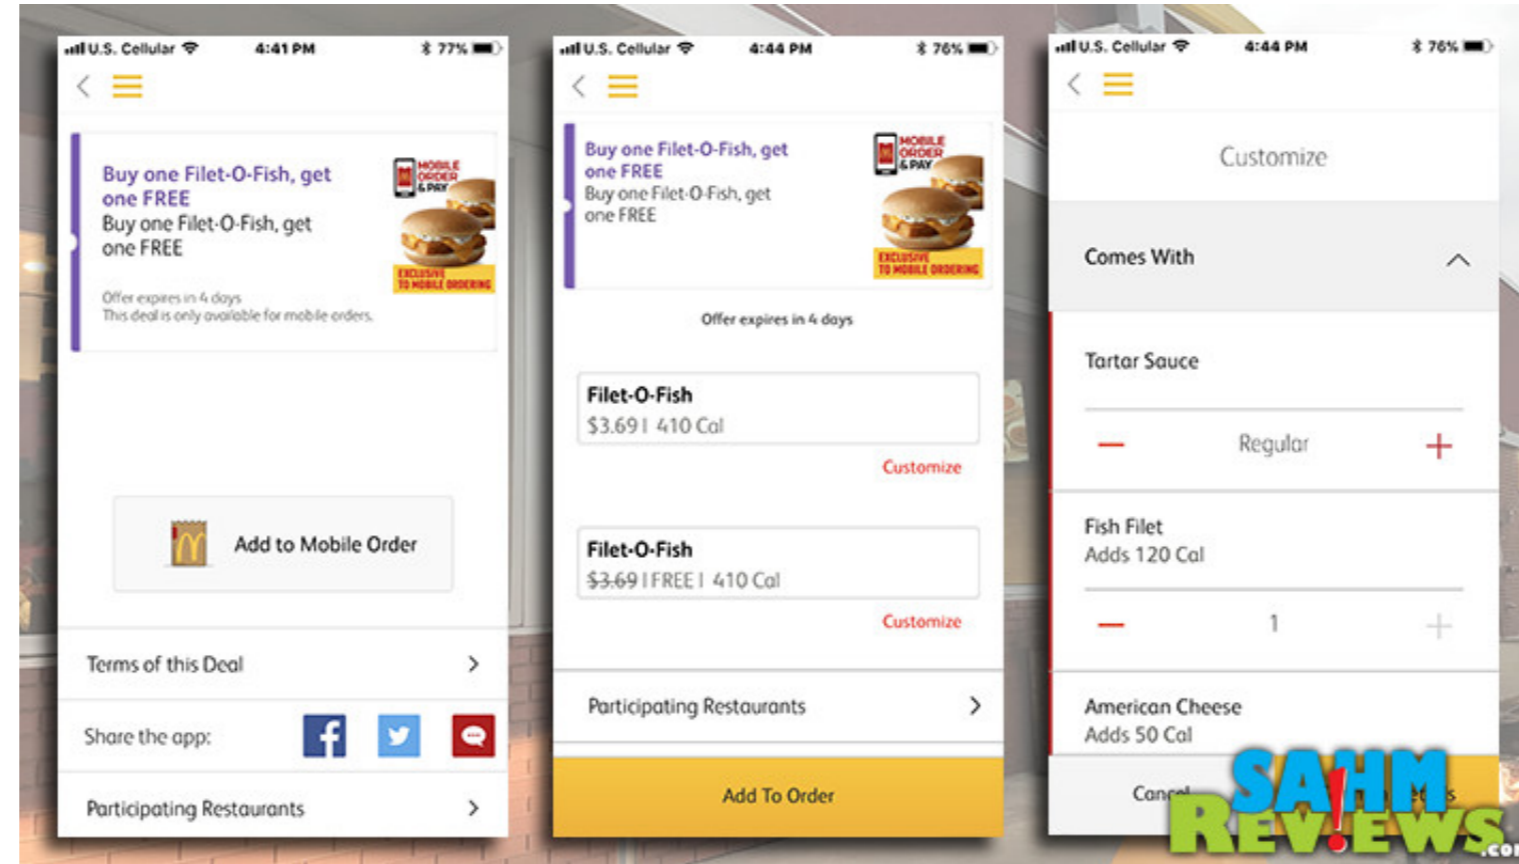 U.S. Cellular 4:41 PM 77%
Buy one Filet-O-Fish, get
one FREE
Buy one Filet-O-Fish, get
one FREE
Offer expires in 4 days
This deal is only available for mobile orders.
MOBILE
ORDER
& PAY
EXCLUSIVE
TO MOBILE ORDERING
Add to Mobile Order
Terms of this Deal
Share the app:
Participating Restaurants
U.S. Cellular 4:44 PM 76%
Buy one Filet-O-Fish, get
one FREE
Buy one Filet-O-Fish, get
one FREE
MOBILE
ORDER
& PAY
EXCLUSIVE
TO MOBILE ORDERING
Offer expires in 4 days
Filet-O-Fish
$3.69 | 410 Cal
Customize
Filet-O-Fish
$3.69 | FREE | 410 Cal
Customize
Participating Restaurants
Add To Order
U.S. Cellular 4:44 PM 76%
Customize
Comes With
Tartar Sauce
Regular
Fish Filet
Adds 120 Cal
1
American Cheese
Adds 50 Cal
Cancel
SAHM
REVIEWS
.com